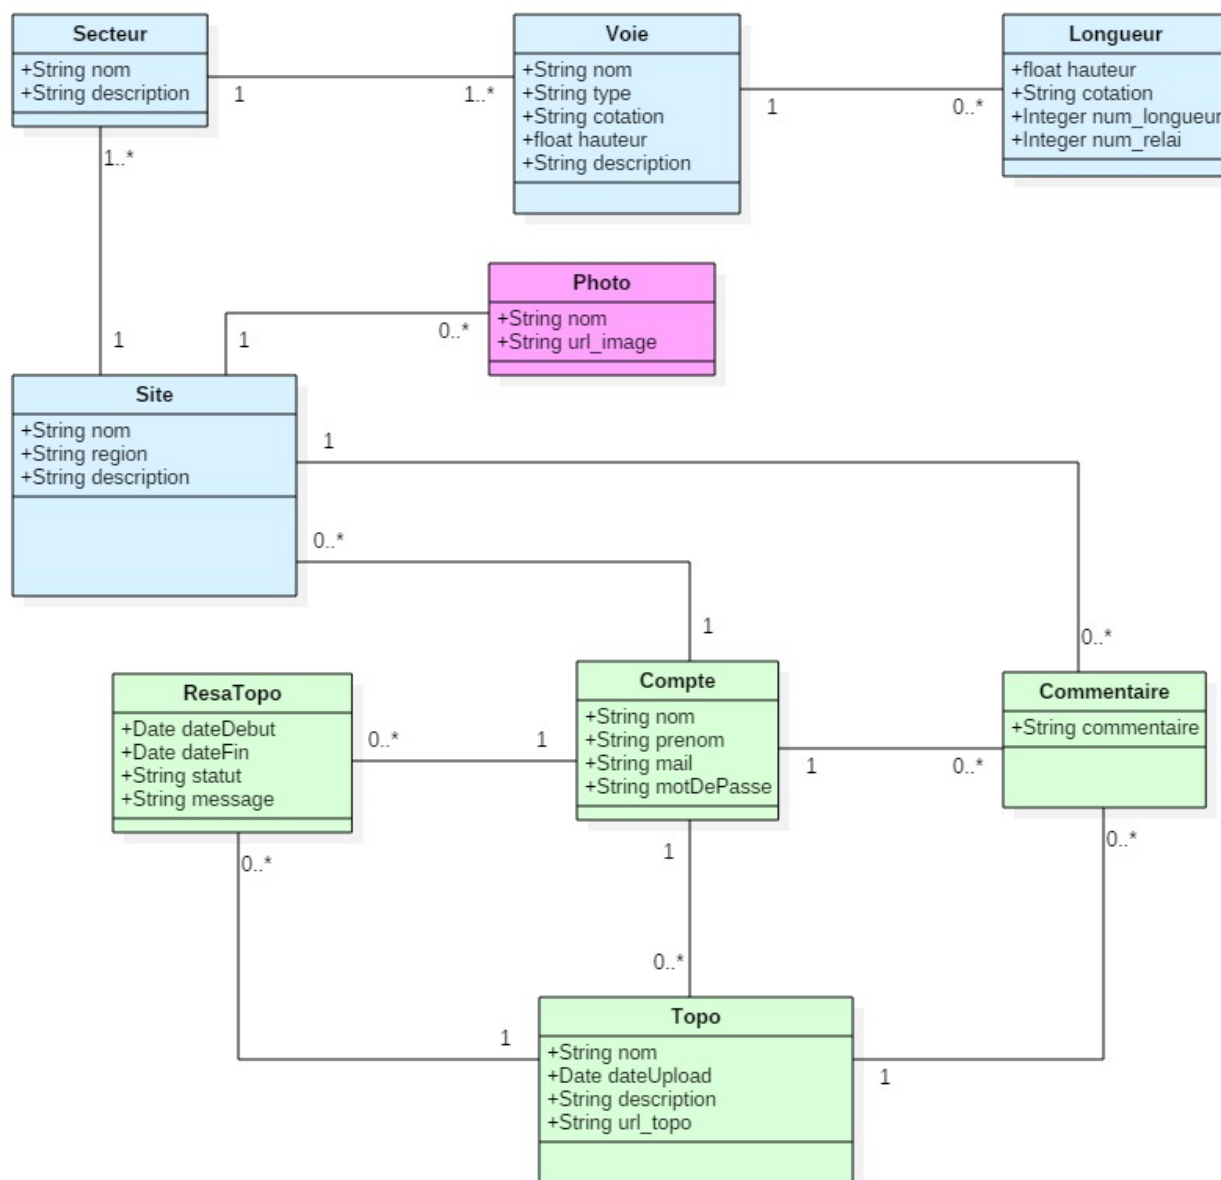 Secteur
+String nom
+String description
1
1..*
Voie
+String nom
+String type
+String cotation
+float hauteur
+String description
1
0..*
Longueur
+float hauteur
+String cotation
+Integer num_longueur
+Integer num_relai
1..*
1
Photo
+String nom
+String url_image
1
0..*
Site
+String nom
+String region
+String description
1
0..*
0..*
1
ResaTopo
+Date dateDebut
+Date dateFin
+String statut
+String message
0..*
1
Compte
+String nom
+String prenom
+String mail
+String motDePasse
1
0..*
Commentaire
+String commentaire
0..*
1
0..*
0..*
1
Topo
+String nom
+Date dateUpload
+String description
+String url_topo
1